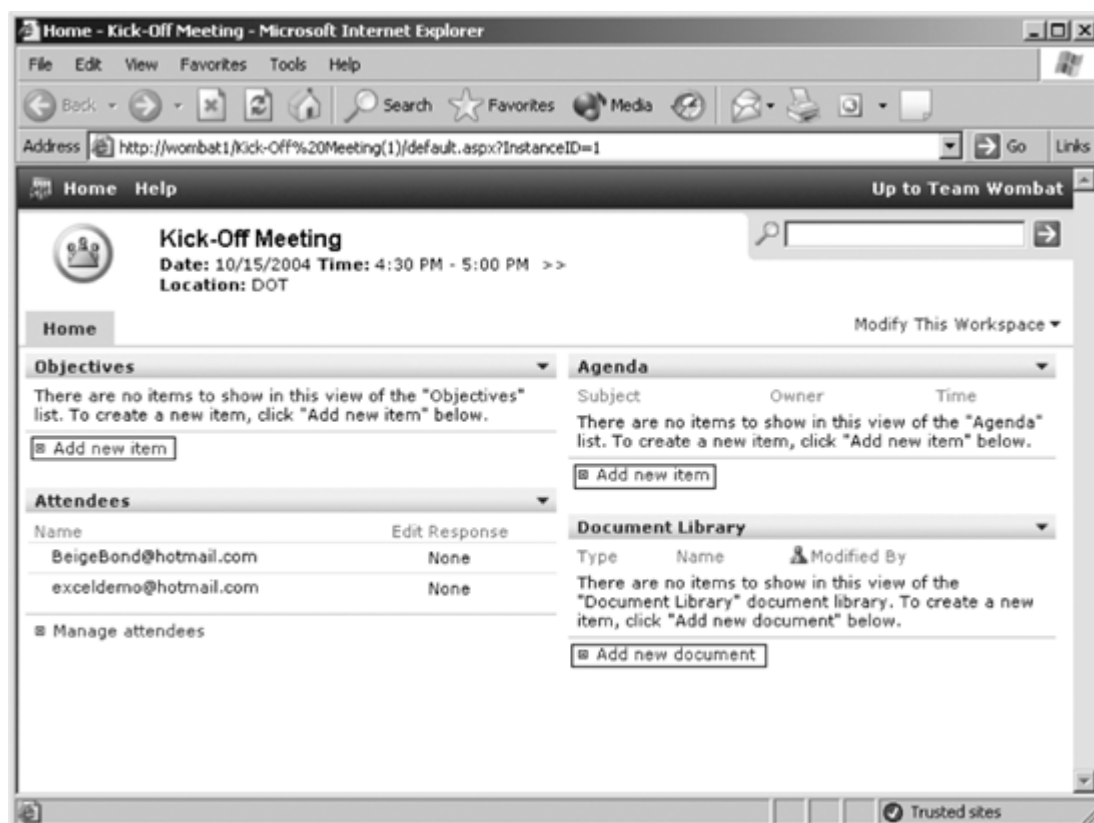 Home - Kick-Off Meeting - Microsoft Internet Explorer
File Edit View Favorites Tools Help
Back Search Favorites Media
Address http://wombat1/Kick-Off%20Meeting(1)/default.aspx?InstanceID=1 Go Links
Home Help Up to Team Wombat
Kick-Off Meeting
Date: 10/15/2004 Time: 4:30 PM - 5:00 PM >>
Location: DOT
Home Modify This Workspace
Objectives
There are no items to show in this view of the "Objectives"
list. To create a new item, click "Add new item" below.
Add new item
Attendees
Name Edit Response
BeigeBond@hotmail.com None
exceldemo@hotmail.com None
Manage attendees
Agenda
Subject Owner Time
There are no items to show in this view of the "Agenda"
list. To create a new item, click "Add new item" below.
Add new item
Document Library
Type Name Modified By
There are no items to show in this view of the
"Document Library" document library. To create a new
item, click "Add new document" below.
Add new document
Trusted sites